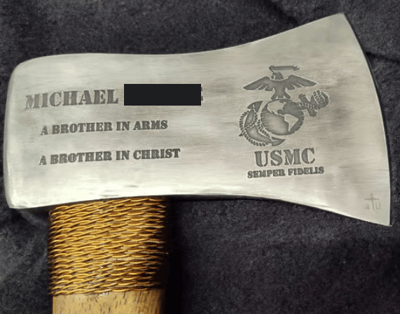 MICHAEL
A BROTHER IN ARMS
A BROTHER IN CHRIST
USMC
SEMPER FIDELIS